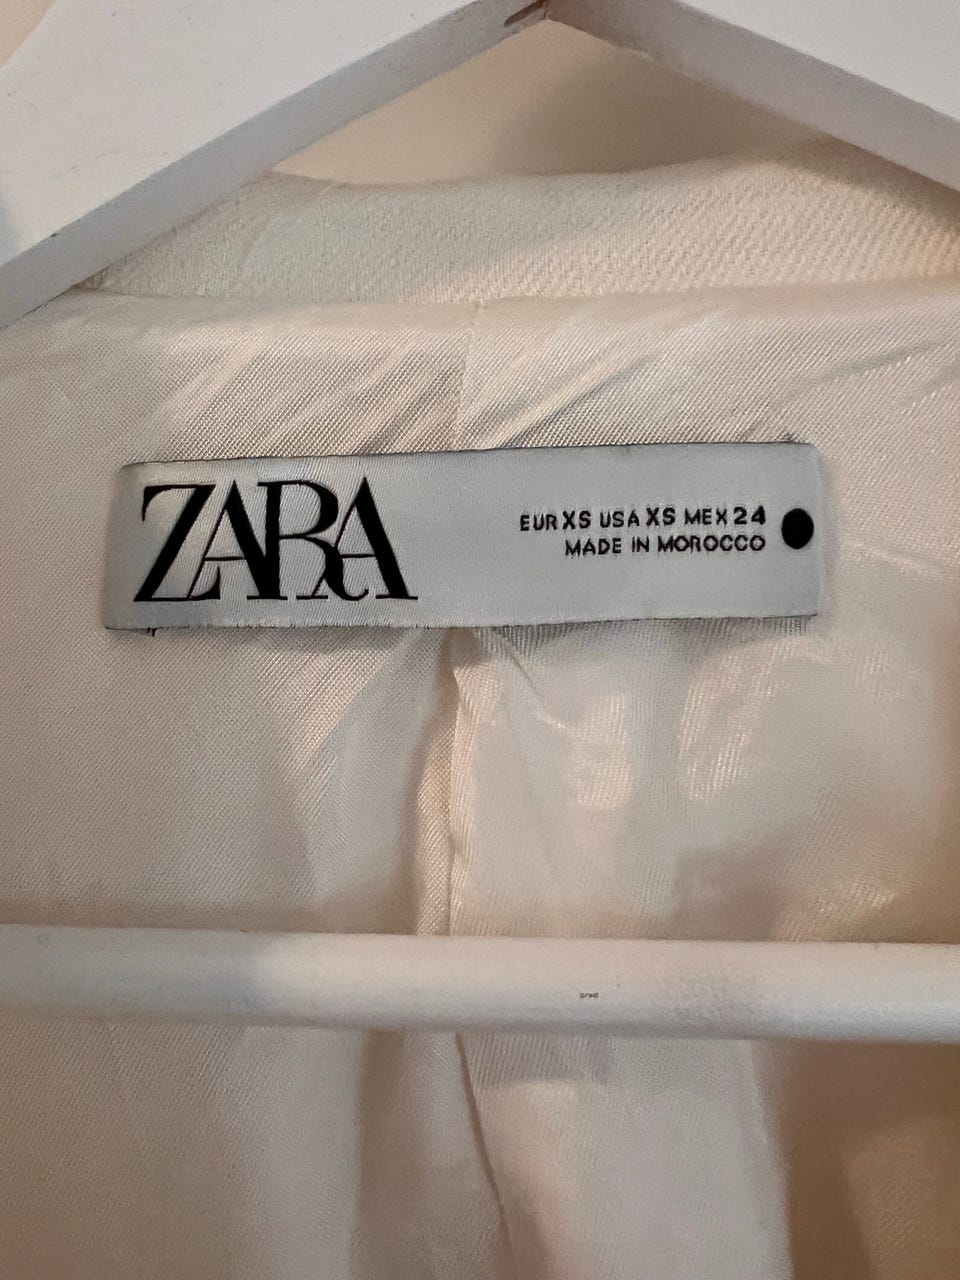 ZARA
EUR XS USA XS MEX 24
MADE IN MOROCCO